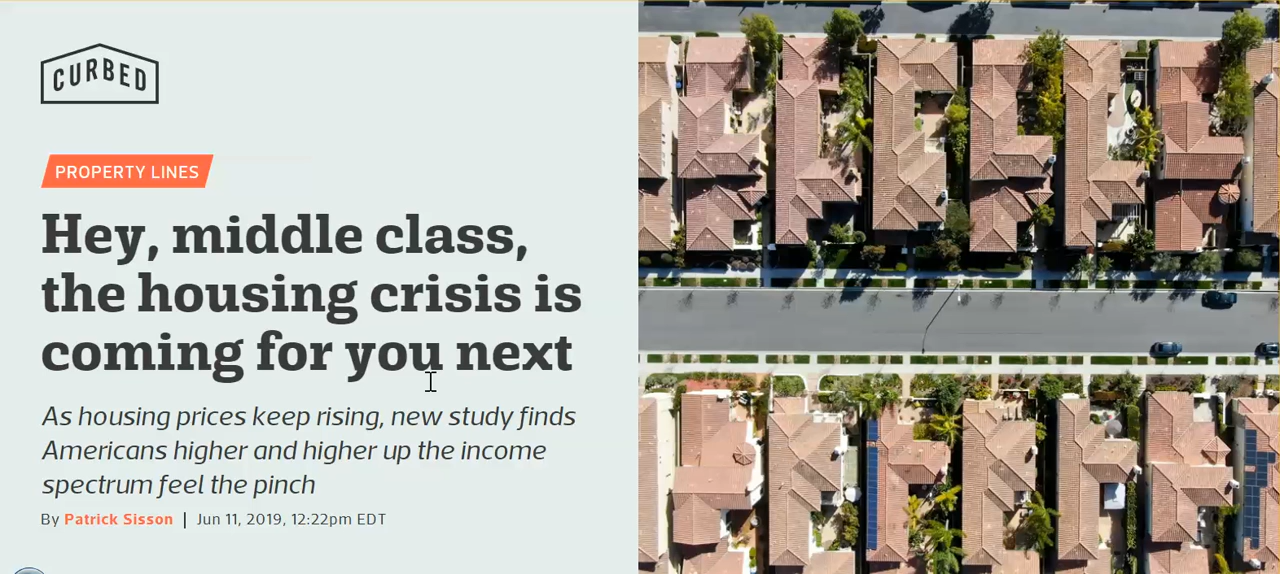 CURBED
PROPERTY LINES
Hey, middle class,
the housing crisis is
coming for you next
As housing prices keep rising, new study finds
Americans higher and higher up the income
spectrum feel the pinch
By Patrick Sisson | Jun 11, 2019, 12:22pm EDT